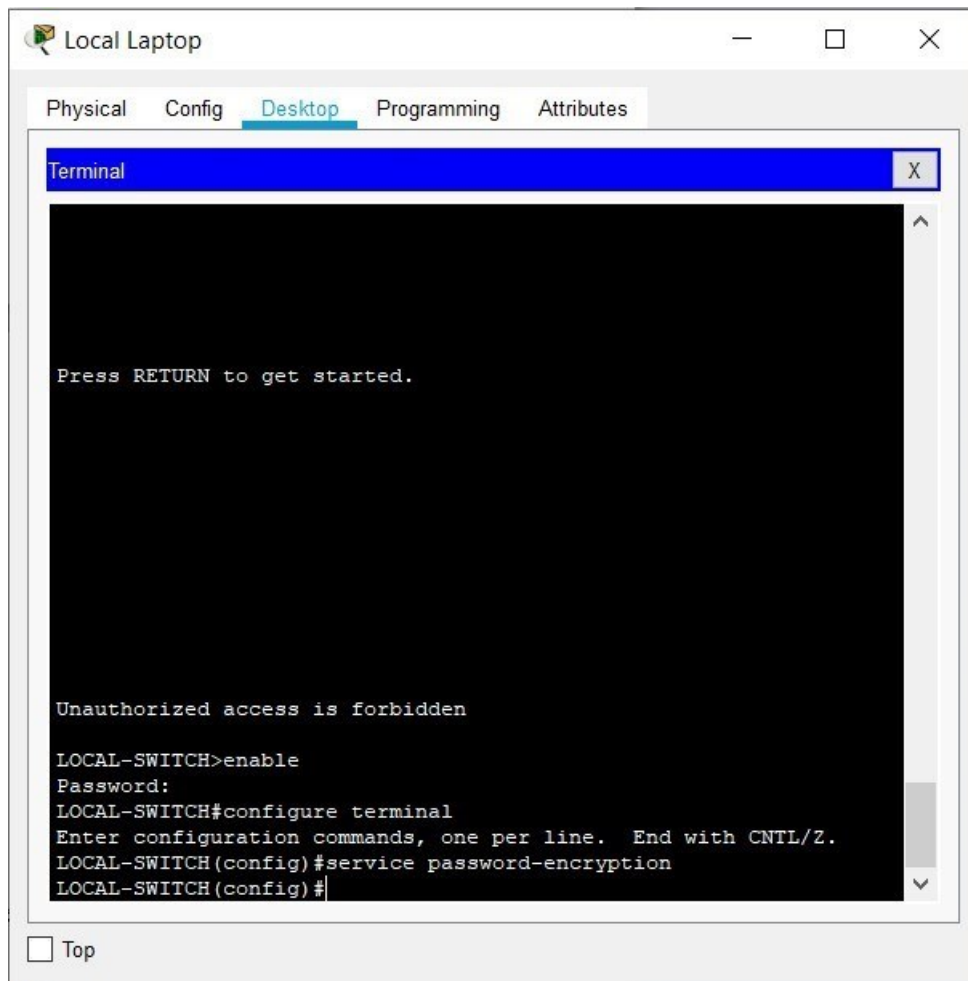 Local Laptop
Physical Config Desktop Programming Attributes
Terminal X
Press RETURN to get started.
Unauthorized access is forbidden
LOCAL-SWITCH>enable
Password:
LOCAL-SWITCH#configure terminal
Enter configuration commands, one per line.  End with CNTL/Z.
LOCAL-SWITCH(config)#service password-encryption
LOCAL-SWITCH(config)#
Top